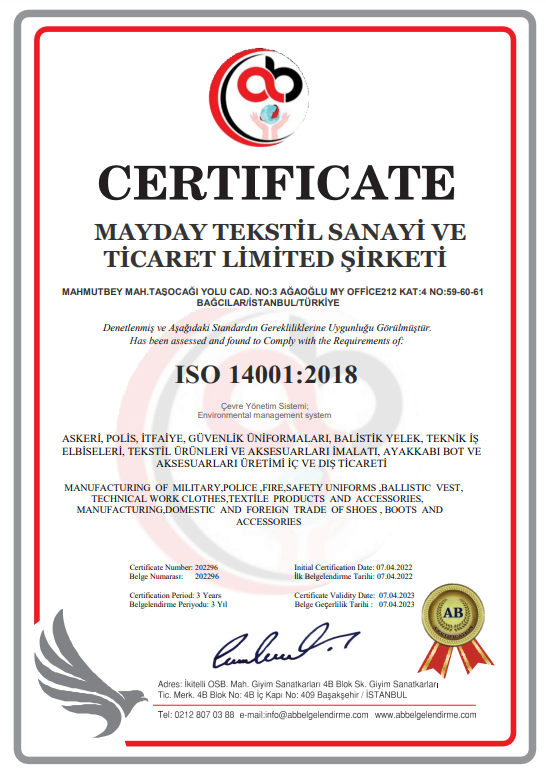 ab
CERTIFICATE
MAYDAY TEKSTİL SANAYİ VE
TİCARET LİMİTED ŞİRKETİ
MAHMUTBEY MAH.TAŞOCAĞI YOLU CAD. NO:3 AĞAOĞLU MY OFFİCE212 KAT:4 NO:59-60-61
BAĞCILAR/İSTANBUL/TÜRKİYE
Denetlenmiş ve Aşağıdaki Standardın Gerekliliklerine Uygunluğu Görülmüştür.
Has been assessed and found to Comply with the Requirements of:
ISO 14001:2018
Çevre Yönetim Sistemi;
Environmental management system
ASKERİ, POLİS, İTFAİYE, GÜVENLİK ÜNİFORMALARI, BALİSTİK YELEK, TEKNİK İŞ
ELBİSELERİ, TEKSTİL ÜRÜNLERİ VE AKSESUARLARI İMALATI, AYAKKABI BOT VE
AKSESUARLARI ÜRETİMİ İÇ VE DIŞ TİCARETİ
MANUFACTURING OF MILITARY,POLICE ,FIRE,SAFETY UNIFORMS ,BALLISTIC VEST,
TECHNICAL WORK CLOTHES,TEXTILE PRODUCTS AND ACCESSORIES,
MANUFACTURING,DOMESTIC AND FOREIGN TRADE OF SHOES , BOOTS AND
ACCESSORIES
Certificate Number: 202296 Initial Certification Date: 07.04.2022
Belge Numarası: 202296 İlk Belgelendirme Tarihi: 07.04.2022
Certification Period: 3 Years Certificate Validity Date: 07.04.2023
Belgelendirme Periyodu: 3 Yıl Belge Geçerlilik Tarihi : 07.04.2023
AB
CERTIFICATION
Adres: İkitelli OSB. Mah. Giyim Sanatkarları 4B Blok Sk. Giyim Sanatkarları
Tic. Merk. 4B Blok No: 4B İç Kapı No: 409 Başakşehir / İSTANBUL
Tel: 0212 807 03 88 e-mail:info@abbelgelendirme.com www.abbelgelendirme.com